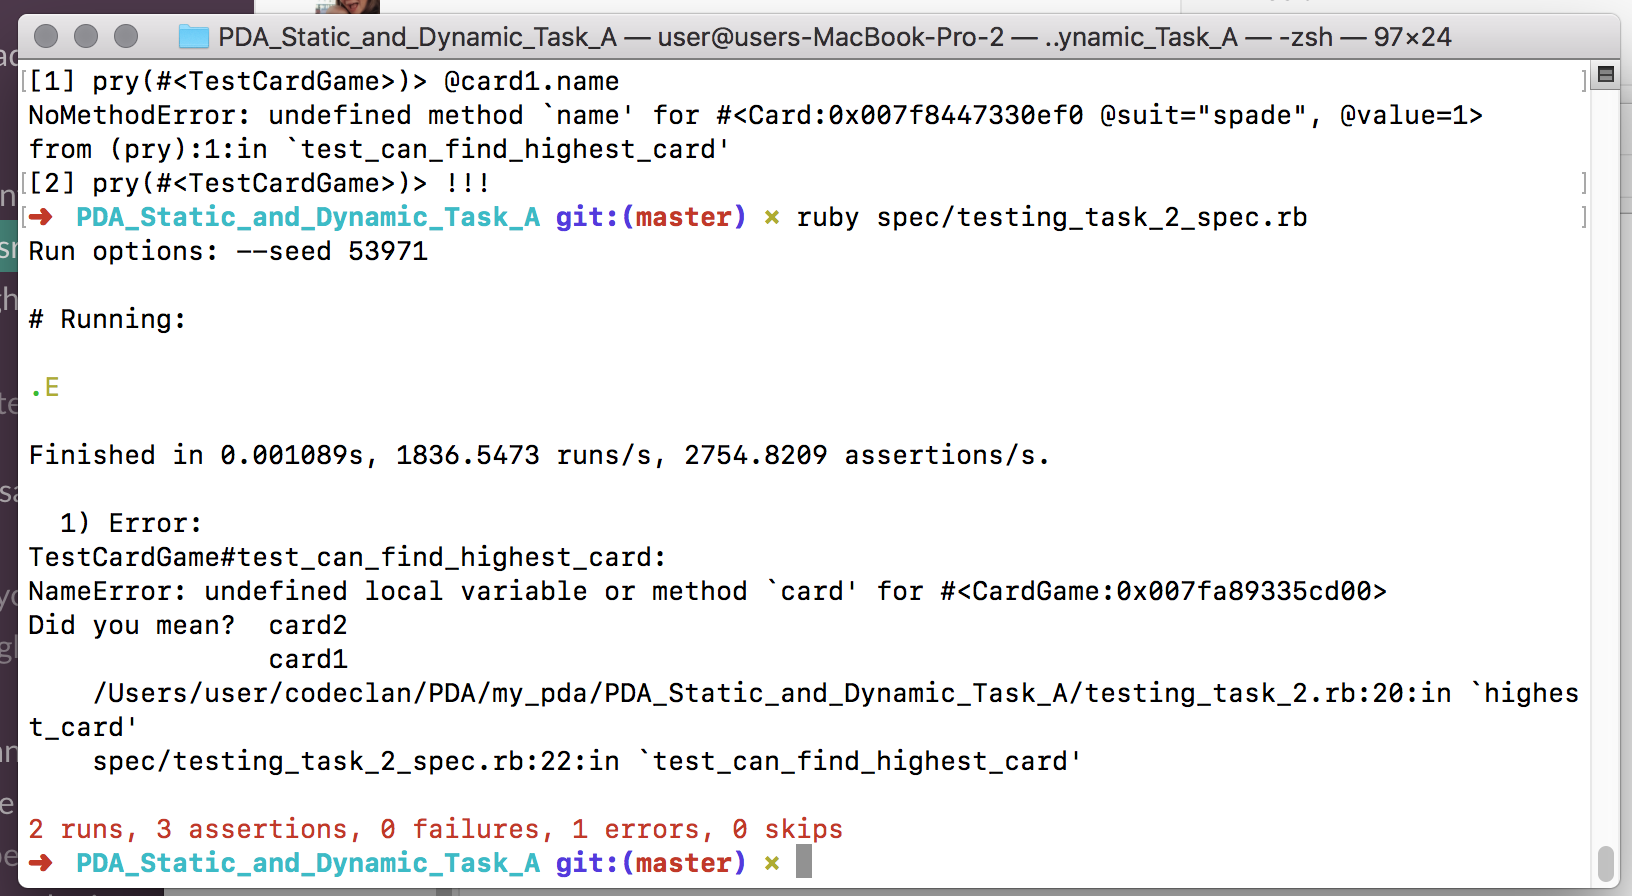 PDA_Static_and_Dynamic_Task_A — user@users-MacBook-Pro-2 — ..ynamic_Task_A — -zsh — 97×24
[[1] pry(#<TestCardGame>)> @card1.name ]
NoMethodError: undefined method `name' for #<Card:0x007f8447330ef0 @suit="spade", @value=1>
from (pry):1:in `test_can_find_highest_card'
[[2] pry(#<TestCardGame>)> !!! ]
[➜ PDA_Static_and_Dynamic_Task_A git:(master) × ruby spec/testing_task_2_spec.rb ]
Run options: --seed 53971
# Running:
.E
Finished in 0.001089s, 1836.5473 runs/s, 2754.8209 assertions/s.
1) Error:
TestCardGame#test_can_find_highest_card:
NameError: undefined local variable or method `card' for #<CardGame:0x007fa89335cd00>
Did you mean? card2
card1
/Users/user/codeclan/PDA/my_pda/PDA_Static_and_Dynamic_Task_A/testing_task_2.rb:20:in `highes
t_card'
spec/testing_task_2_spec.rb:22:in `test_can_find_highest_card'
2 runs, 3 assertions, 0 failures, 1 errors, 0 skips
➜ PDA_Static_and_Dynamic_Task_A git:(master) ×